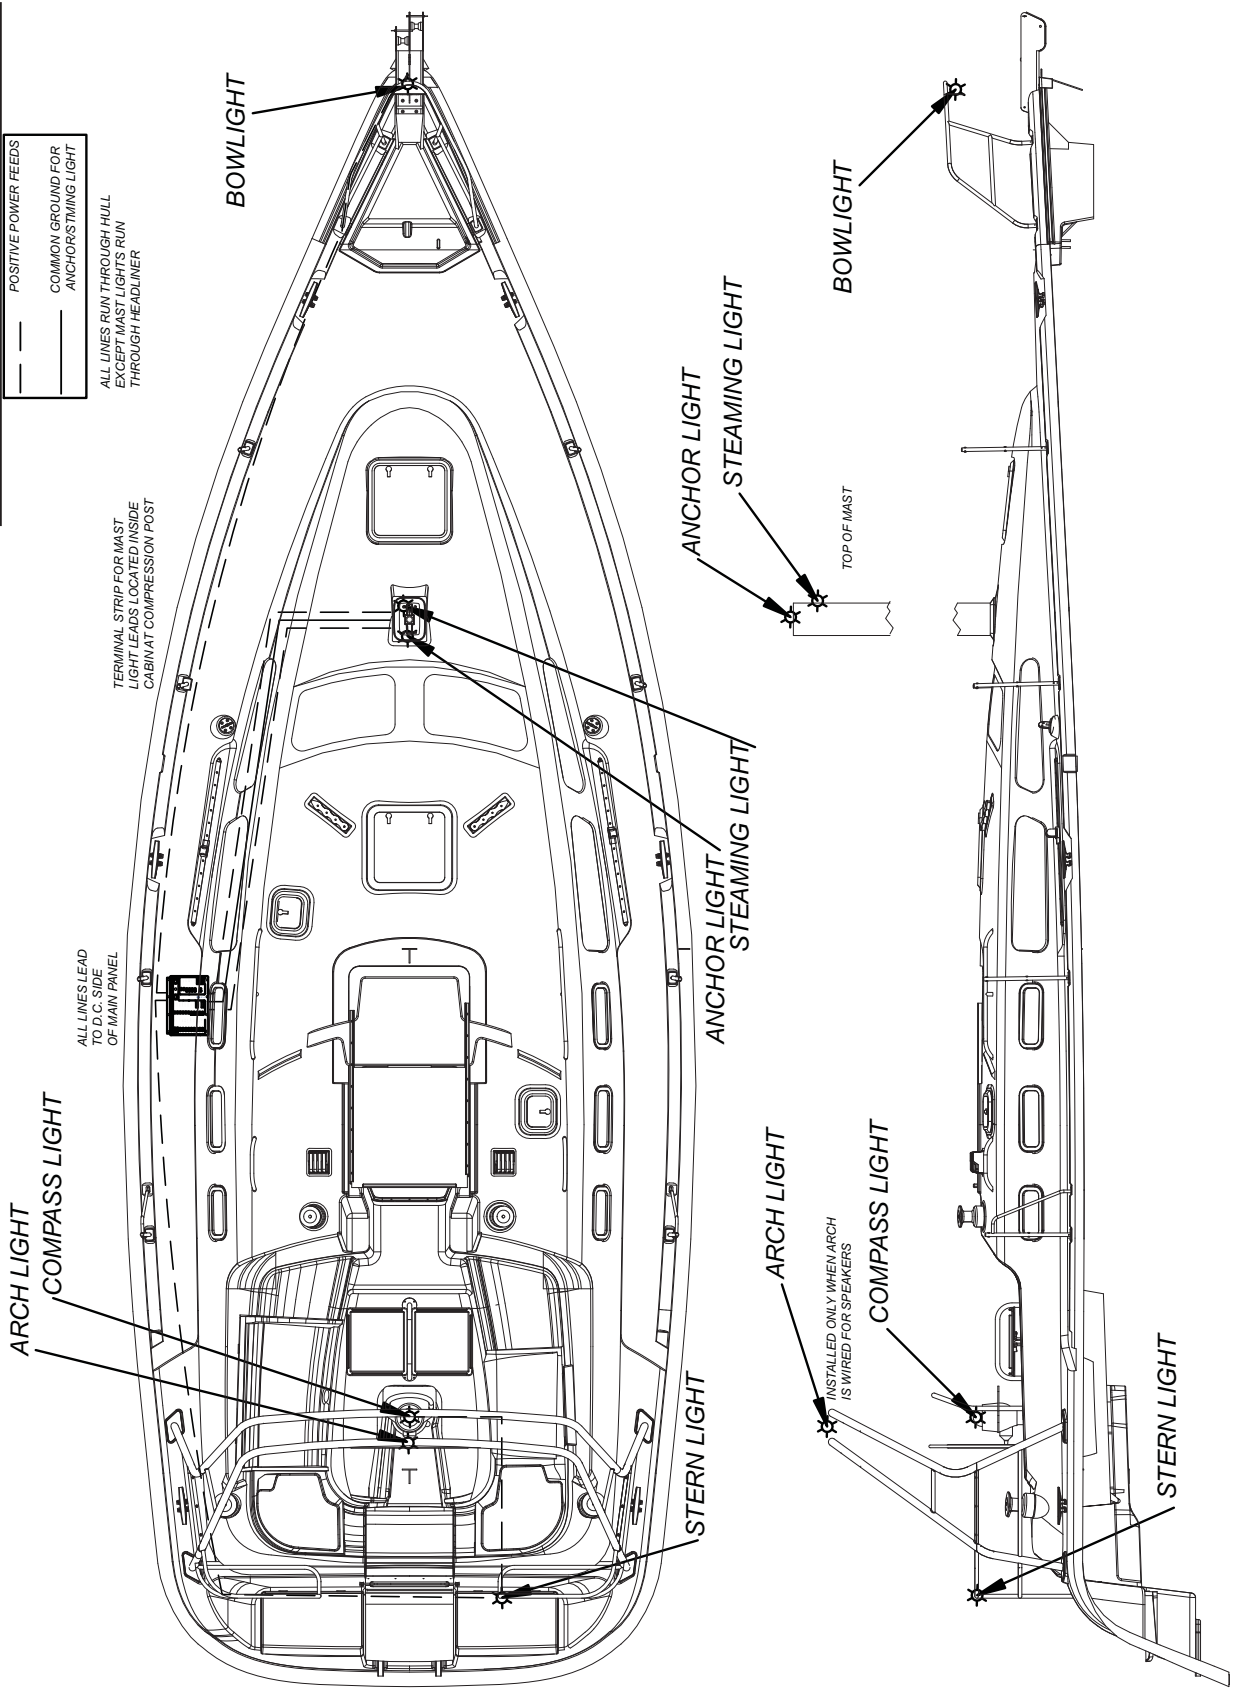 POSITIVE POWER FEEDS
COMMON GROUND FOR
ANCHOR/STMING LIGHT
ALL LINES RUN THROUGH HULL
EXCEPT MAST LIGHTS RUN
THROUGH HEADLINER
BOWLIGHT
TERMINAL STRIP FOR MAST
LIGHT LEADS LOCATED INSIDE
CABIN AT COMPRESSION POST
ALL LINES LEAD
TO D.C. SIDE
OF MAIN PANEL
ARCH LIGHT
COMPASS LIGHT
ANCHOR LIGHT
STEAMING LIGHT
STERN LIGHT
BOWLIGHT
ANCHOR LIGHT
STEAMING LIGHT
TOP OF MAST
ARCH LIGHT
INSTALLED ONLY WHEN ARCH
IS WIRED FOR SPEAKERS
COMPASS LIGHT
STERN LIGHT
T
T